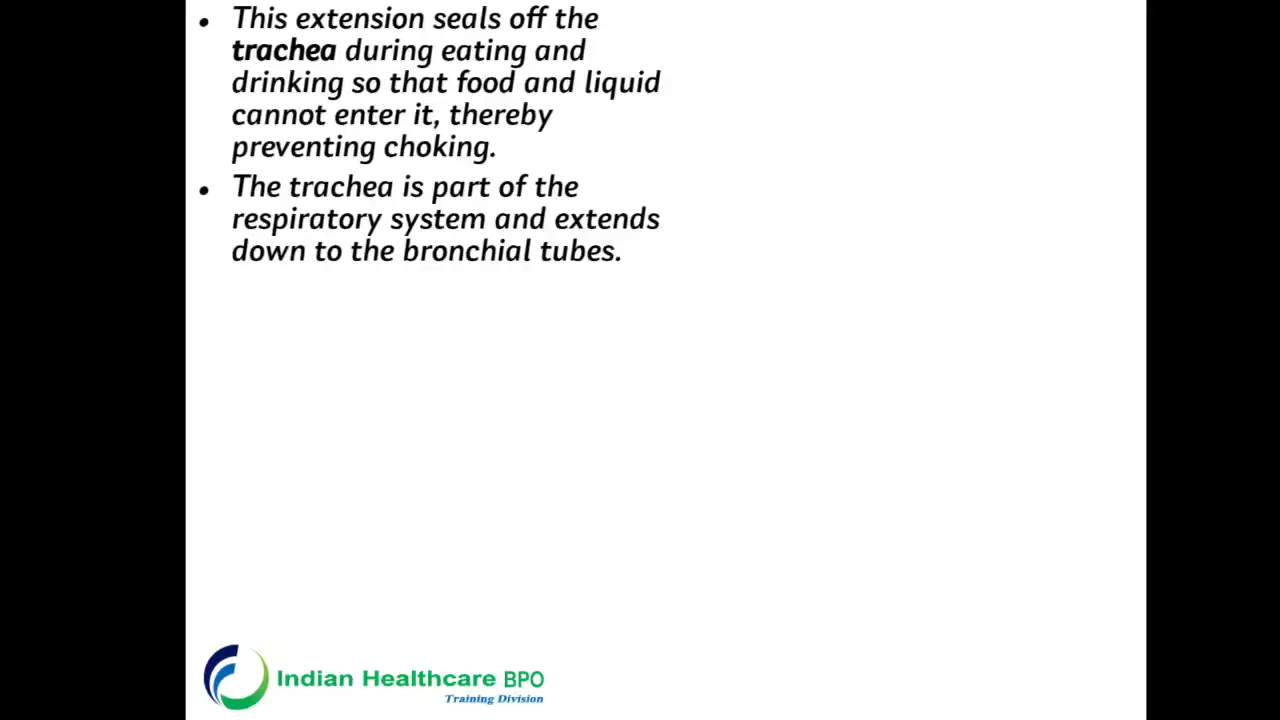 • This extension seals off the
trachea during eating and
drinking so that food and liquid
cannot enter it, thereby
preventing choking.
• The trachea is part of the
respiratory system and extends
down to the bronchial tubes.
Indian Healthcare BPO
Training Division